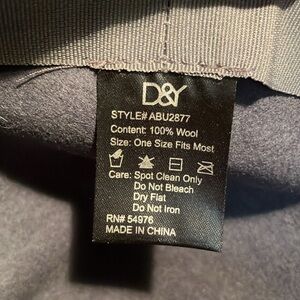 D&Y
STYLE# ABU2877
Content: 100% Wool
Size: One Size Fits Most
Care: Spot Clean Only
Do Not Bleach
Dry Flat
Do Not Iron
RN# 54976
MADE IN CHINA